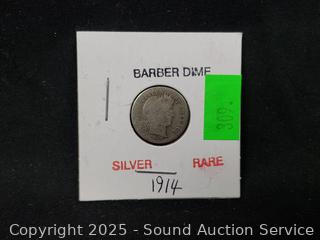 BARBER DIME
309.
SILVER RARE
1914
Copyright 2025 - Sound Auction Service